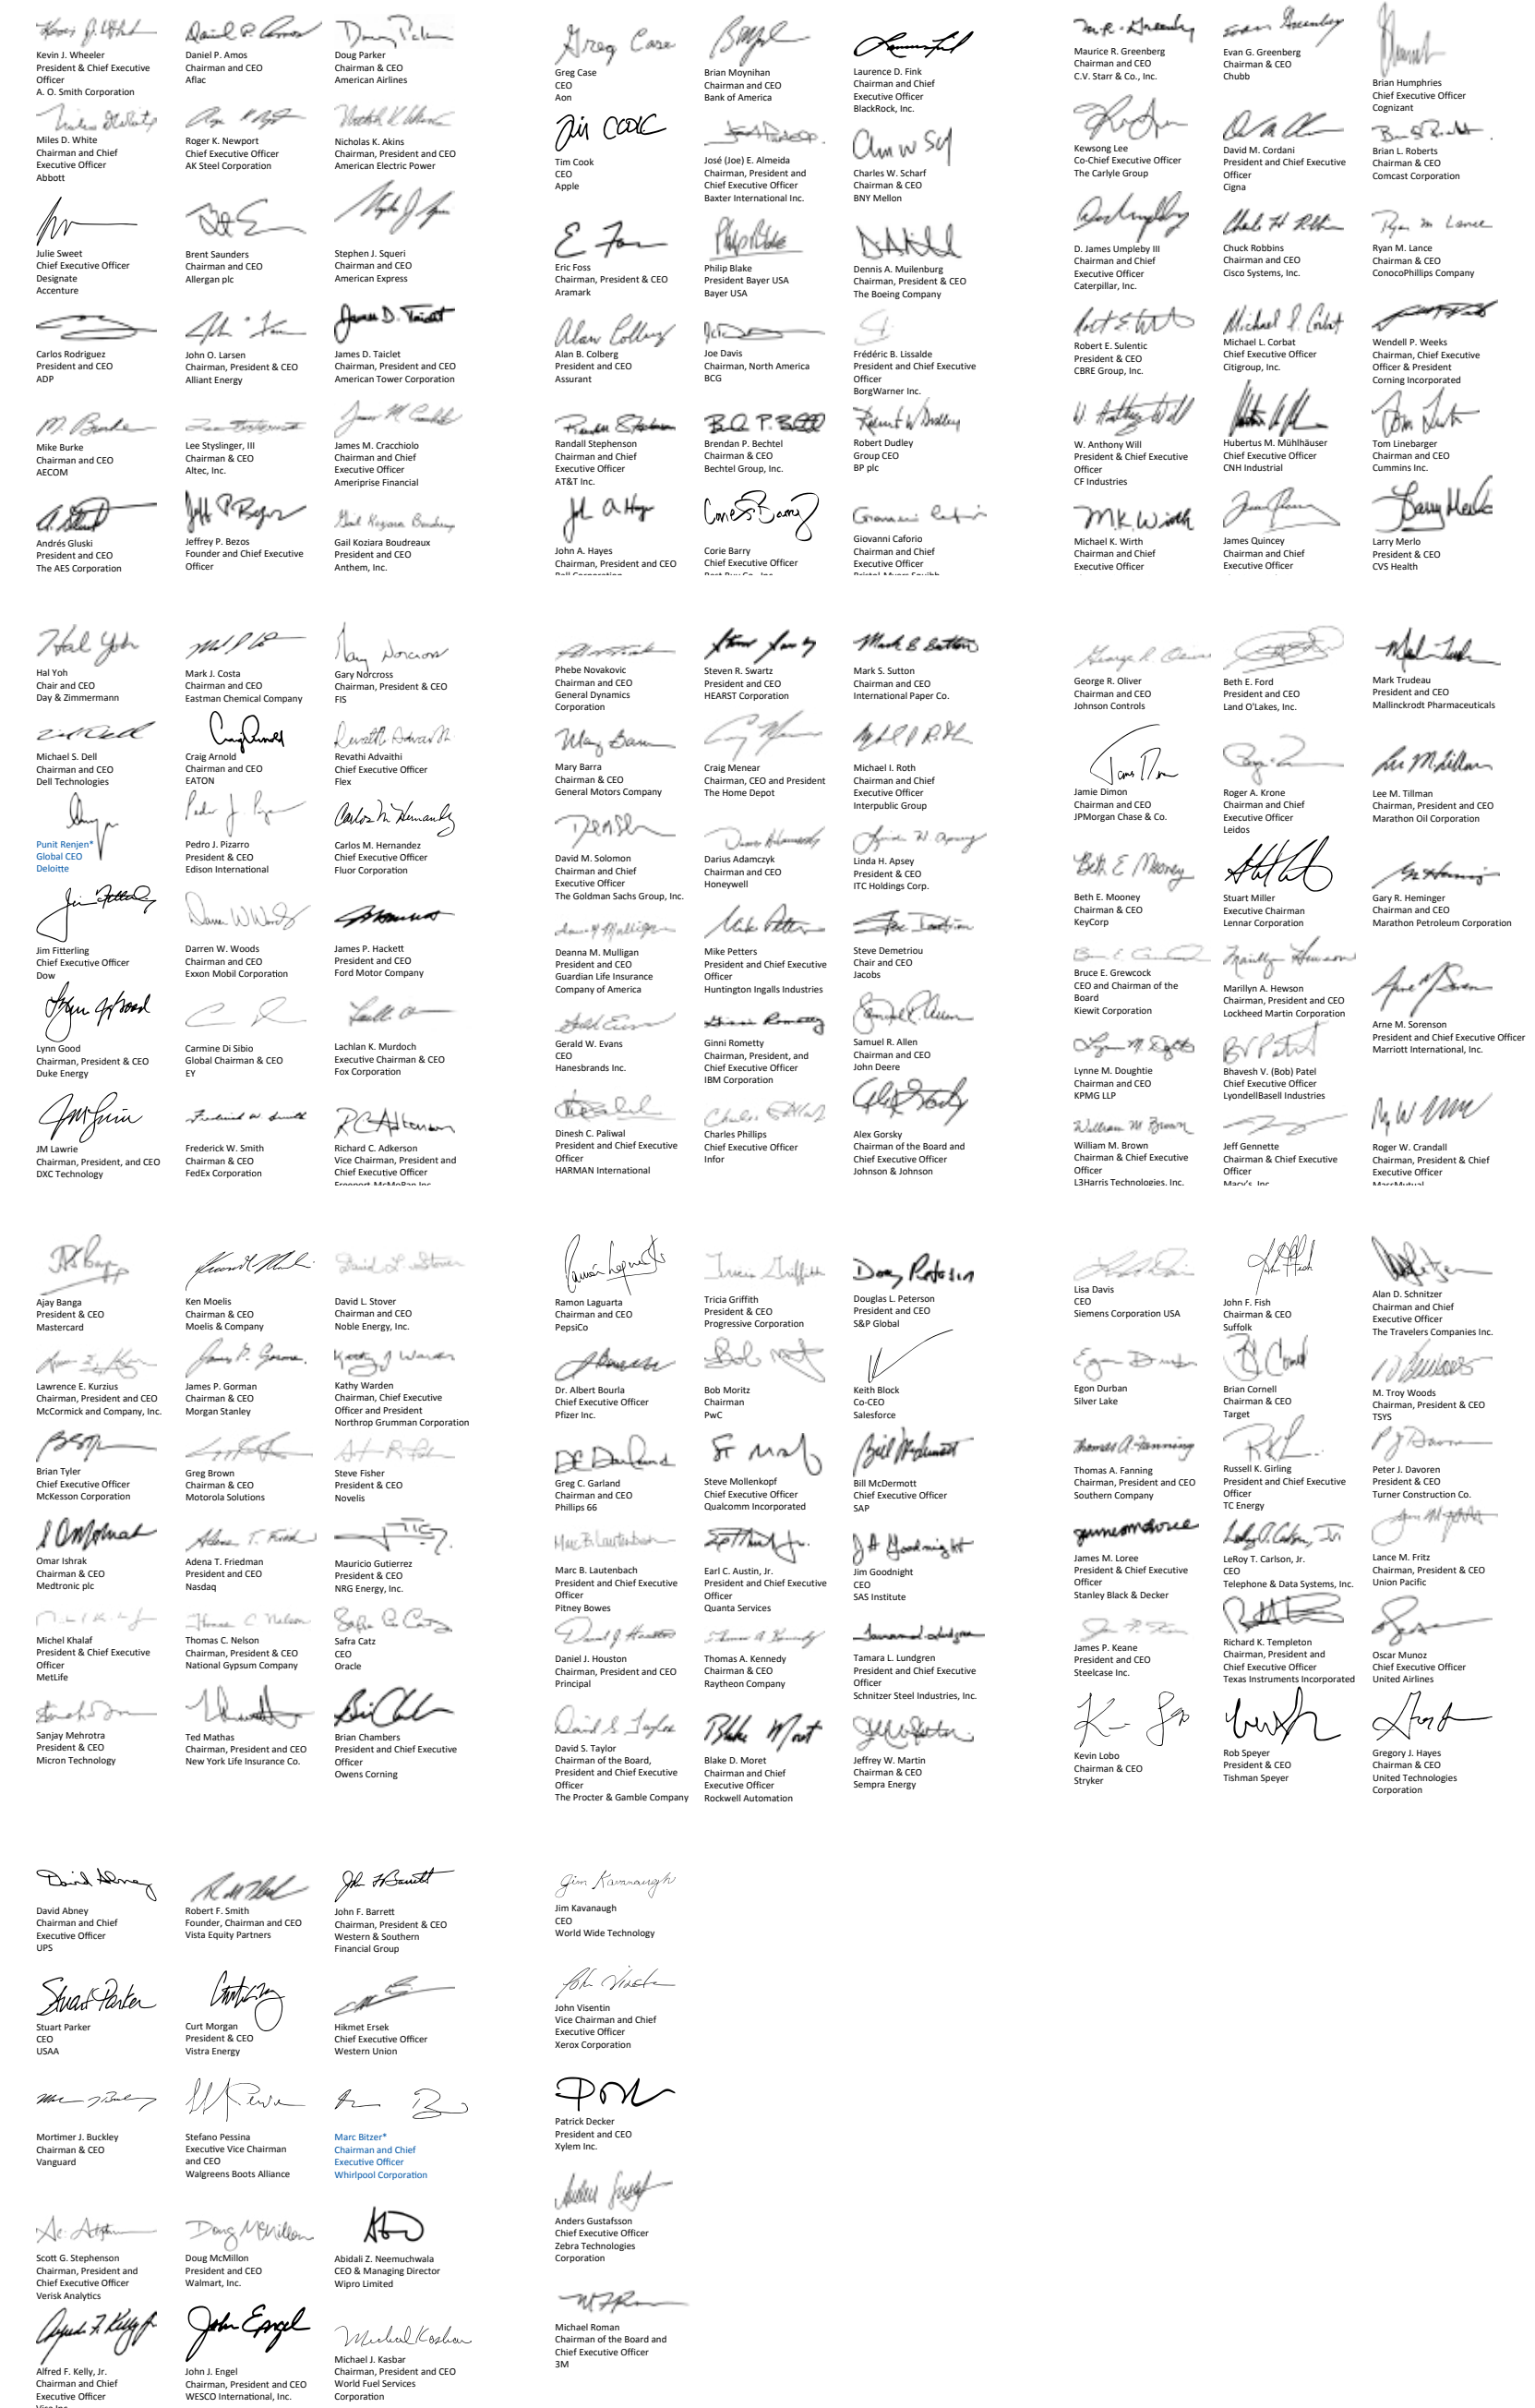 Kevin J. Wheeler
President & Chief Executive
Officer
A. O. Smith Corporation
Miles D. White
Chairman and Chief
Executive Officer
Abbott
Julie Sweet
Chief Executive Officer
Designate
Accenture
Carlos Rodriguez
President and CEO
ADP
Mike Burke
Chairman and CEO
AECOM
Andrés Gluski
President and CEO
The AES Corporation
Daniel P. Amos
Chairman and CEO
Aflac
Roger K. Newport
Chief Executive Officer
AK Steel Corporation
Brent Saunders
Chairman and CEO
Allergan plc
John O. Larsen
Chairman, President & CEO
Alliant Energy
Lee Styslinger, III
Chairman & CEO
Altec, Inc.
Jeffrey P. Bezos
Founder and Chief Executive
Officer
Doug Parker
Chairman & CEO
American Airlines
Nicholas K. Akins
Chairman, President and CEO
American Electric Power
Stephen J. Squeri
Chairman and CEO
American Express
James D. Taiclet
Chairman, President and CEO
American Tower Corporation
James M. Cracchiolo
Chairman and Chief
Executive Officer
Ameriprise Financial
Gail Koziara Boudreaux
President and CEO
Anthem, Inc.
Greg Case
CEO
Aon
Tim Cook
CEO
Apple
Eric Foss
Chairman, President & CEO
Aramark
Alan B. Colberg
President and CEO
Assurant
Randall Stephenson
Chairman and Chief
Executive Officer
AT&T Inc.
John A. Hayes
Chairman, President and CEO
Ball Corporation
Brian Moynihan
Chairman and CEO
Bank of America
José (Joe) E. Almeida
Chairman, President and
Chief Executive Officer
Baxter International Inc.
Philip Blake
President Bayer USA
Bayer USA
Joe Davis
Chairman, North America
BCG
Brendan P. Bechtel
Chairman & CEO
Bechtel Group, Inc.
Corie Barry
Chief Executive Officer
Best Buy Co., Inc.
Laurence D. Fink
Chairman and Chief
Executive Officer
BlackRock, Inc.
Charles W. Scharf
Chairman & CEO
BNY Mellon
Dennis A. Muilenburg
Chairman, President & CEO
The Boeing Company
Frédéric B. Lissalde
President and Chief Executive
Officer
BorgWarner Inc.
Robert Dudley
Group CEO
BP plc
Giovanni Caforio
Chairman and Chief
Executive Officer
Bristol-Myers Squibb
Maurice R. Greenberg
Chairman and CEO
C.V. Starr & Co., Inc.
Kewsong Lee
Co-Chief Executive Officer
The Carlyle Group
D. James Umpleby III
Chairman and Chief
Executive Officer
Caterpillar, Inc.
Robert E. Sulentic
President & CEO
CBRE Group, Inc.
W. Anthony Will
President & Chief Executive
Officer
CF Industries
Michael K. Wirth
Chairman and Chief
Executive Officer
Evan G. Greenberg
Chairman & CEO
Chubb
David M. Cordani
President and Chief Executive
Officer
Cigna
Chuck Robbins
Chairman and CEO
Cisco Systems, Inc.
Michael L. Corbat
Chief Executive Officer
Citigroup, Inc.
Hubertus M. Mühlhäuser
Chief Executive Officer
CNH Industrial
James Quincey
Chairman and Chief
Executive Officer
Brian Humphries
Chief Executive Officer
Cognizant
Brian L. Roberts
Chairman & CEO
Comcast Corporation
Ryan M. Lance
Chairman & CEO
ConocoPhillips Company
Wendell P. Weeks
Chairman, Chief Executive
Officer & President
Corning Incorporated
Tom Linebarger
Chairman and CEO
Cummins Inc.
Larry Merlo
President & CEO
CVS Health
Hal Yoh
Chair and CEO
Day & Zimmermann
Michael S. Dell
Chairman and CEO
Dell Technologies
Punit Renjen*
Global CEO
Deloitte
Jim Fitterling
Chief Executive Officer
Dow
Lynn Good
Chairman, President & CEO
Duke Energy
JM Lawrie
Chairman, President, and CEO
DXC Technology
Mark J. Costa
Chairman and CEO
Eastman Chemical Company
Craig Arnold
Chairman and CEO
EATON
Pedro J. Pizarro
President & CEO
Edison International
Darren W. Woods
Chairman and CEO
Exxon Mobil Corporation
Carmine Di Sibio
Global Chairman & CEO
EY
Frederick W. Smith
Chairman & CEO
FedEx Corporation
Gary Norcross
Chairman, President & CEO
FIS
Revathi Advaithi
Chief Executive Officer
Flex
Carlos M. Hernandez
Chief Executive Officer
Fluor Corporation
James P. Hackett
President and CEO
Ford Motor Company
Lachlan K. Murdoch
Executive Chairman & CEO
Fox Corporation
Richard C. Adkerson
Vice Chairman, President and
Chief Executive Officer
Freeport-McMoRan Inc.
Phebe Novakovic
Chairman and CEO
General Dynamics
Corporation
Mary Barra
Chairman & CEO
General Motors Company
David M. Solomon
Chairman and Chief
Executive Officer
The Goldman Sachs Group, Inc.
Deanna M. Mulligan
President and CEO
Guardian Life Insurance
Company of America
Gerald W. Evans
CEO
Hanesbrands Inc.
Dinesh C. Paliwal
President and Chief Executive
Officer
HARMAN International
Steven R. Swartz
President and CEO
HEARST Corporation
Craig Menear
Chairman, CEO and President
The Home Depot
Darius Adamczyk
Chairman and CEO
Honeywell
Mike Petters
President and Chief Executive
Officer
Huntington Ingalls Industries
Ginni Rometty
Chairman, President, and
Chief Executive Officer
IBM Corporation
Charles Phillips
Chief Executive Officer
Infor
Mark S. Sutton
Chairman and CEO
International Paper Co.
Michael I. Roth
Chairman and Chief
Executive Officer
Interpublic Group
Linda H. Apsey
President & CEO
ITC Holdings Corp.
Steve Demetriou
Chair and CEO
Jacobs
Samuel R. Allen
Chairman and CEO
John Deere
Alex Gorsky
Chairman of the Board and
Chief Executive Officer
Johnson & Johnson
George R. Oliver
Chairman and CEO
Johnson Controls
Jamie Dimon
Chairman and CEO
JPMorgan Chase & Co.
Beth E. Mooney
Chairman & CEO
KeyCorp
Bruce E. Grewcock
CEO and Chairman of the
Board
Kiewit Corporation
Lynne M. Doughtie
Chairman and CEO
KPMG LLP
William M. Brown
Chairman & Chief Executive
Officer
L3Harris Technologies, Inc.
Beth E. Ford
President and CEO
Land O'Lakes, Inc.
Roger A. Krone
Chairman and Chief
Executive Officer
Leidos
Stuart Miller
Executive Chairman
Lennar Corporation
Marillyn A. Hewson
Chairman, President and CEO
Lockheed Martin Corporation
Bhavesh V. (Bob) Patel
Chief Executive Officer
LyondellBasell Industries
Jeff Gennette
Chairman & Chief Executive
Officer
Macy's, Inc.
Mark Trudeau
President and CEO
Mallinckrodt Pharmaceuticals
Lee M. Tillman
Chairman, President and CEO
Marathon Oil Corporation
Gary R. Heminger
Chairman and CEO
Marathon Petroleum Corporation
Arne M. Sorenson
President and Chief Executive Officer
Marriott International, Inc.
Roger W. Crandall
Chairman, President & Chief
Executive Officer
MassMutual
Ajay Banga
President & CEO
Mastercard
Lawrence E. Kurzius
Chairman, President and CEO
McCormick and Company, Inc.
Brian Tyler
Chief Executive Officer
McKesson Corporation
Omar Ishrak
Chairman & CEO
Medtronic plc
Michel Khalaf
President & Chief Executive
Officer
MetLife
Sanjay Mehrotra
President & CEO
Micron Technology
Ken Moelis
Chairman & CEO
Moelis & Company
James P. Gorman
Chairman & CEO
Morgan Stanley
Greg Brown
Chairman & CEO
Motorola Solutions
Adena T. Friedman
President and CEO
Nasdaq
Thomas C. Nelson
Chairman, President & CEO
National Gypsum Company
Ted Mathas
Chairman, President and CEO
New York Life Insurance Co.
David L. Stover
Chairman and CEO
Noble Energy, Inc.
Kathy Warden
Chairman, Chief Executive
Officer and President
Northrop Grumman Corporation
Steve Fisher
President & CEO
Novelis
Mauricio Gutierrez
President & CEO
NRG Energy, Inc.
Safra Catz
CEO
Oracle
Brian Chambers
President and Chief Executive
Officer
Owens Corning
Ramon Laguarta
Chairman and CEO
PepsiCo
Dr. Albert Bourla
Chief Executive Officer
Pfizer Inc.
Greg C. Garland
Chairman and CEO
Phillips 66
Marc B. Lautenbach
President and Chief Executive
Officer
Pitney Bowes
Daniel J. Houston
Chairman, President and CEO
Principal
David S. Taylor
Chairman of the Board,
President and Chief Executive
Officer
The Procter & Gamble Company
Tricia Griffith
President & CEO
Progressive Corporation
Bob Moritz
Chairman
PwC
Steve Mollenkopf
Chief Executive Officer
Qualcomm Incorporated
Earl C. Austin, Jr.
President and Chief Executive
Officer
Quanta Services
Thomas A. Kennedy
Chairman & CEO
Raytheon Company
Blake D. Moret
Chairman and Chief
Executive Officer
Rockwell Automation
Douglas L. Peterson
President and CEO
S&P Global
Keith Block
Co-CEO
Salesforce
Bill McDermott
Chief Executive Officer
SAP
Jim Goodnight
CEO
SAS Institute
Tamara L. Lundgren
President and Chief Executive
Officer
Schnitzer Steel Industries, Inc.
Jeffrey W. Martin
Chairman & CEO
Sempra Energy
Lisa Davis
CEO
Siemens Corporation USA
Egon Durban
Silver Lake
Thomas A. Fanning
Chairman, President and CEO
Southern Company
James M. Loree
President & Chief Executive
Officer
Stanley Black & Decker
James P. Keane
President and CEO
Steelcase Inc.
Kevin Lobo
Chairman & CEO
Stryker
John F. Fish
Chairman & CEO
Suffolk
Brian Cornell
Chairman & CEO
Target
Russell K. Girling
President and Chief Executive
Officer
TC Energy
LeRoy T. Carlson, Jr.
CEO
Telephone & Data Systems, Inc.
Richard K. Templeton
Chairman, President and
Chief Executive Officer
Texas Instruments Incorporated
Rob Speyer
President & CEO
Tishman Speyer
Alan D. Schnitzer
Chairman and Chief
Executive Officer
The Travelers Companies Inc.
M. Troy Woods
Chairman, President & CEO
TSYS
Peter J. Davoren
President & CEO
Turner Construction Co.
Lance M. Fritz
Chairman, President & CEO
Union Pacific
Oscar Munoz
Chief Executive Officer
United Airlines
Gregory J. Hayes
Chairman & CEO
United Technologies
Corporation
David Abney
Chairman and Chief
Executive Officer
UPS
Stuart Parker
CEO
USAA
Mortimer J. Buckley
Chairman & CEO
Vanguard
Scott G. Stephenson
Chairman, President and
Chief Executive Officer
Verisk Analytics
Alfred F. Kelly, Jr.
Chairman and Chief
Executive Officer
Visa Inc.
Robert F. Smith
Founder, Chairman and CEO
Vista Equity Partners
Curt Morgan
President & CEO
Vistra Energy
Stefano Pessina
Executive Vice Chairman
and CEO
Walgreens Boots Alliance
Doug McMillon
President and CEO
Walmart, Inc.
John J. Engel
Chairman, President and CEO
WESCO International, Inc.
John F. Barrett
Chairman, President & CEO
Western & Southern
Financial Group
Hikmet Ersek
Chief Executive Officer
Western Union
Marc Bitzer*
Chairman and Chief
Executive Officer
Whirlpool Corporation
Abidali Z. Neemuchwala
CEO & Managing Director
Wipro Limited
Michael J. Kasbar
Chairman, President and CEO
World Fuel Services
Corporation
Jim Kavanaugh
CEO
World Wide Technology
John Visentin
Vice Chairman and Chief
Executive Officer
Xerox Corporation
Patrick Decker
President and CEO
Xylem Inc.
Anders Gustafsson
Chief Executive Officer
Zebra Technologies
Corporation
Michael Roman
Chairman of the Board and
Chief Executive Officer
3M